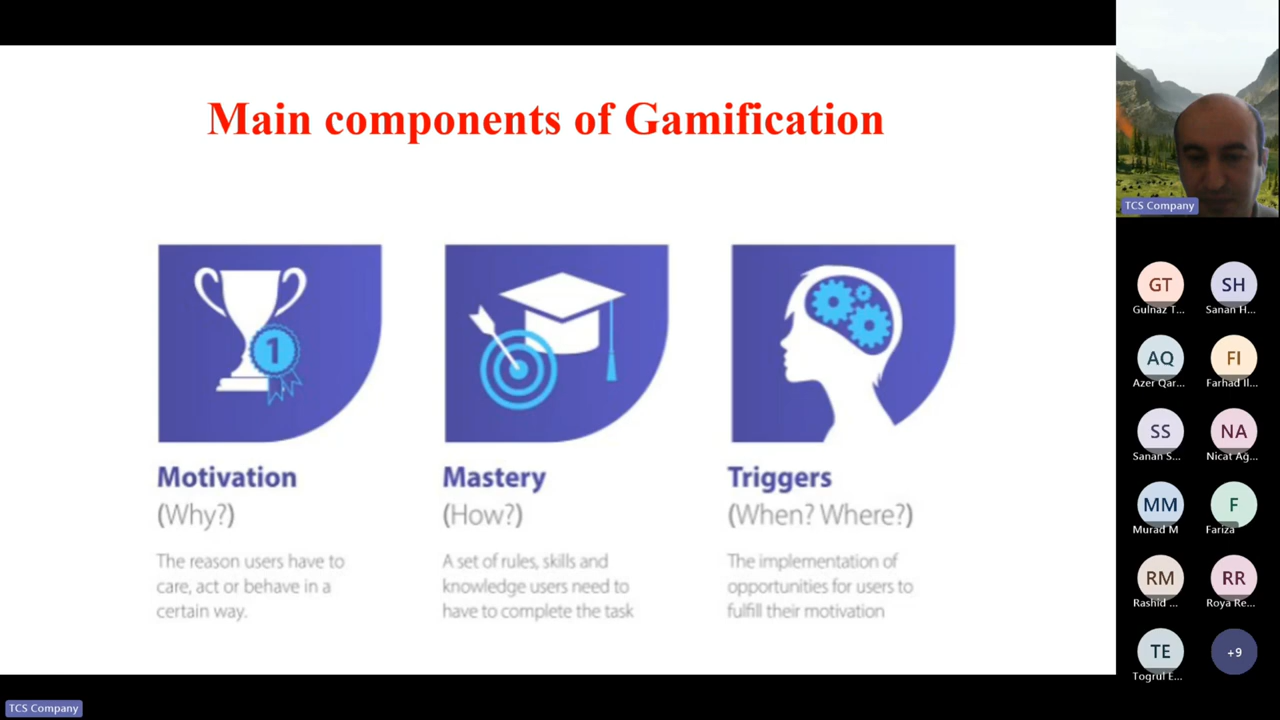 Main components of Gamification
1
Motivation
(Why?)
The reason users have to
care, act or behave in a
certain way.
Mastery
(How?)
A set of rules, skills and
knowledge users need to
have to complete the task
Triggers
(When? Where?)
The implementation of
opportunities for users to
fulfill their motivation
TCS Company
TCS Company
GT
Gulnaz T...
SH
Sanan H...
AQ
Azer Qar...
FI
Farhad Il...
SS
Sanan S...
NA
Nicat Ağ...
MM
Murad M
F
Fariza
RM
Rashid ...
RR
Roya Re...
TE
Togrul E...
+9